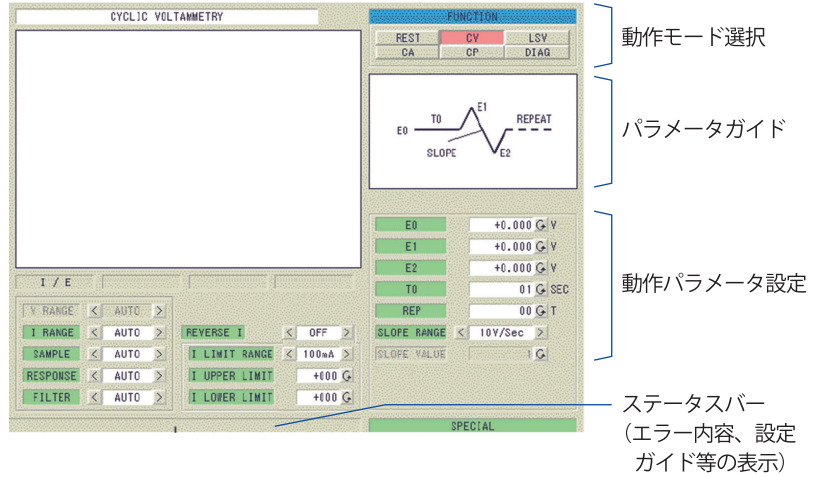 CYCLIC VOLTAMMETRY
FUNCTION
REST CV LSV
CA CP DIAG
動作モード選択
E0 T0 E1 REPEAT
SLOPE E2
パラメータガイド
E0 +0.000 V
E1 +0.000 V
E2 +0.000 V
T0 01 SEC
REP 00 T
SLOPE RANGE < 10V/Sec >
SLOPE VALUE 1
動作パラメータ設定
I / E
V RANGE < AUTO >
I RANGE < AUTO >
SAMPLE < AUTO >
RESPONSE < AUTO >
FILTER < AUTO >
REVERSE I < OFF >
I LIMIT RANGE < 100mA >
I UPPER LIMIT +000
I LOWER LIMIT +000
SPECIAL
ステータスバー
（エラー内容、設定
ガイド等の表示）